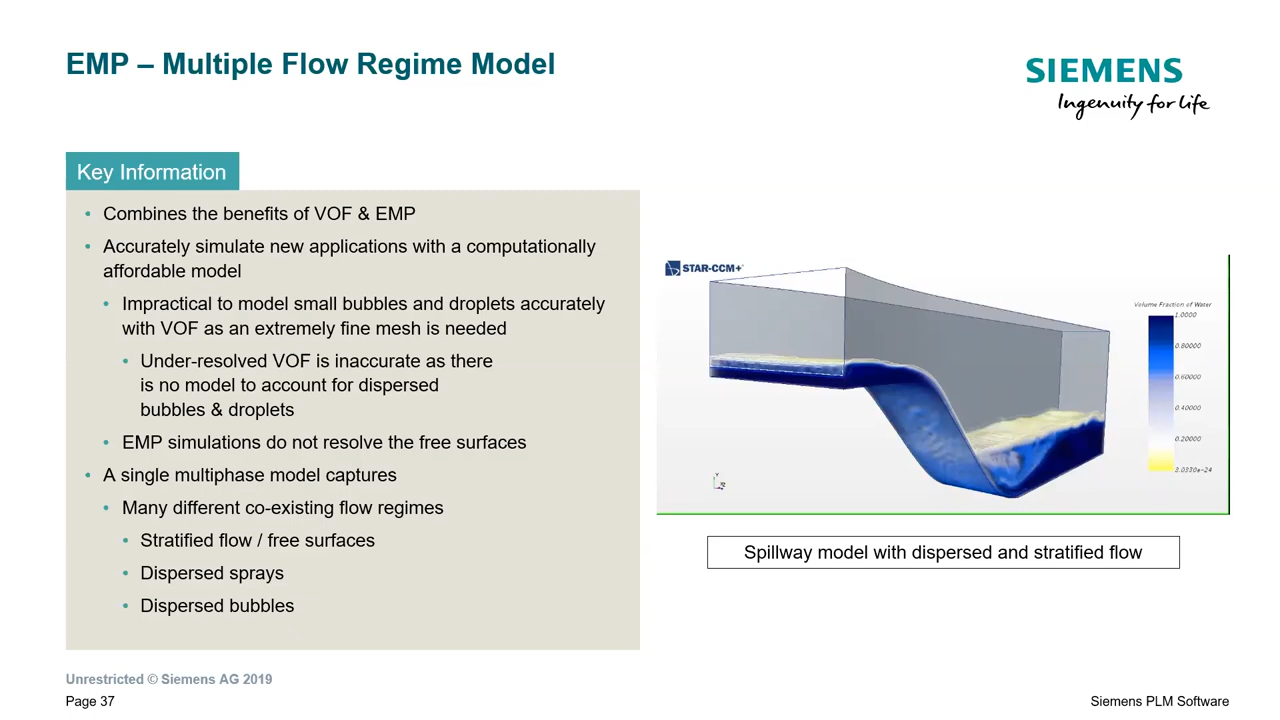 EMP – Multiple Flow Regime Model
SIEMENS
Ingenuity for life
Key Information
• Combines the benefits of VOF & EMP
• Accurately simulate new applications with a computationally
affordable model
• Impractical to model small bubbles and droplets accurately
with VOF as an extremely fine mesh is needed
• Under-resolved VOF is inaccurate as there
is no model to account for dispersed
bubbles & droplets
• EMP simulations do not resolve the free surfaces
• A single multiphase model captures
• Many different co-existing flow regimes
• Stratified flow / free surfaces
• Dispersed sprays
• Dispersed bubbles
STAR-CCM+
Volume Fraction of Water
1.0000
0.80000
0.60000
0.40000
0.20000
3.0330e-24
Y
Spillway model with dispersed and stratified flow
Unrestricted © Siemens AG 2019
Page 37
Siemens PLM Software